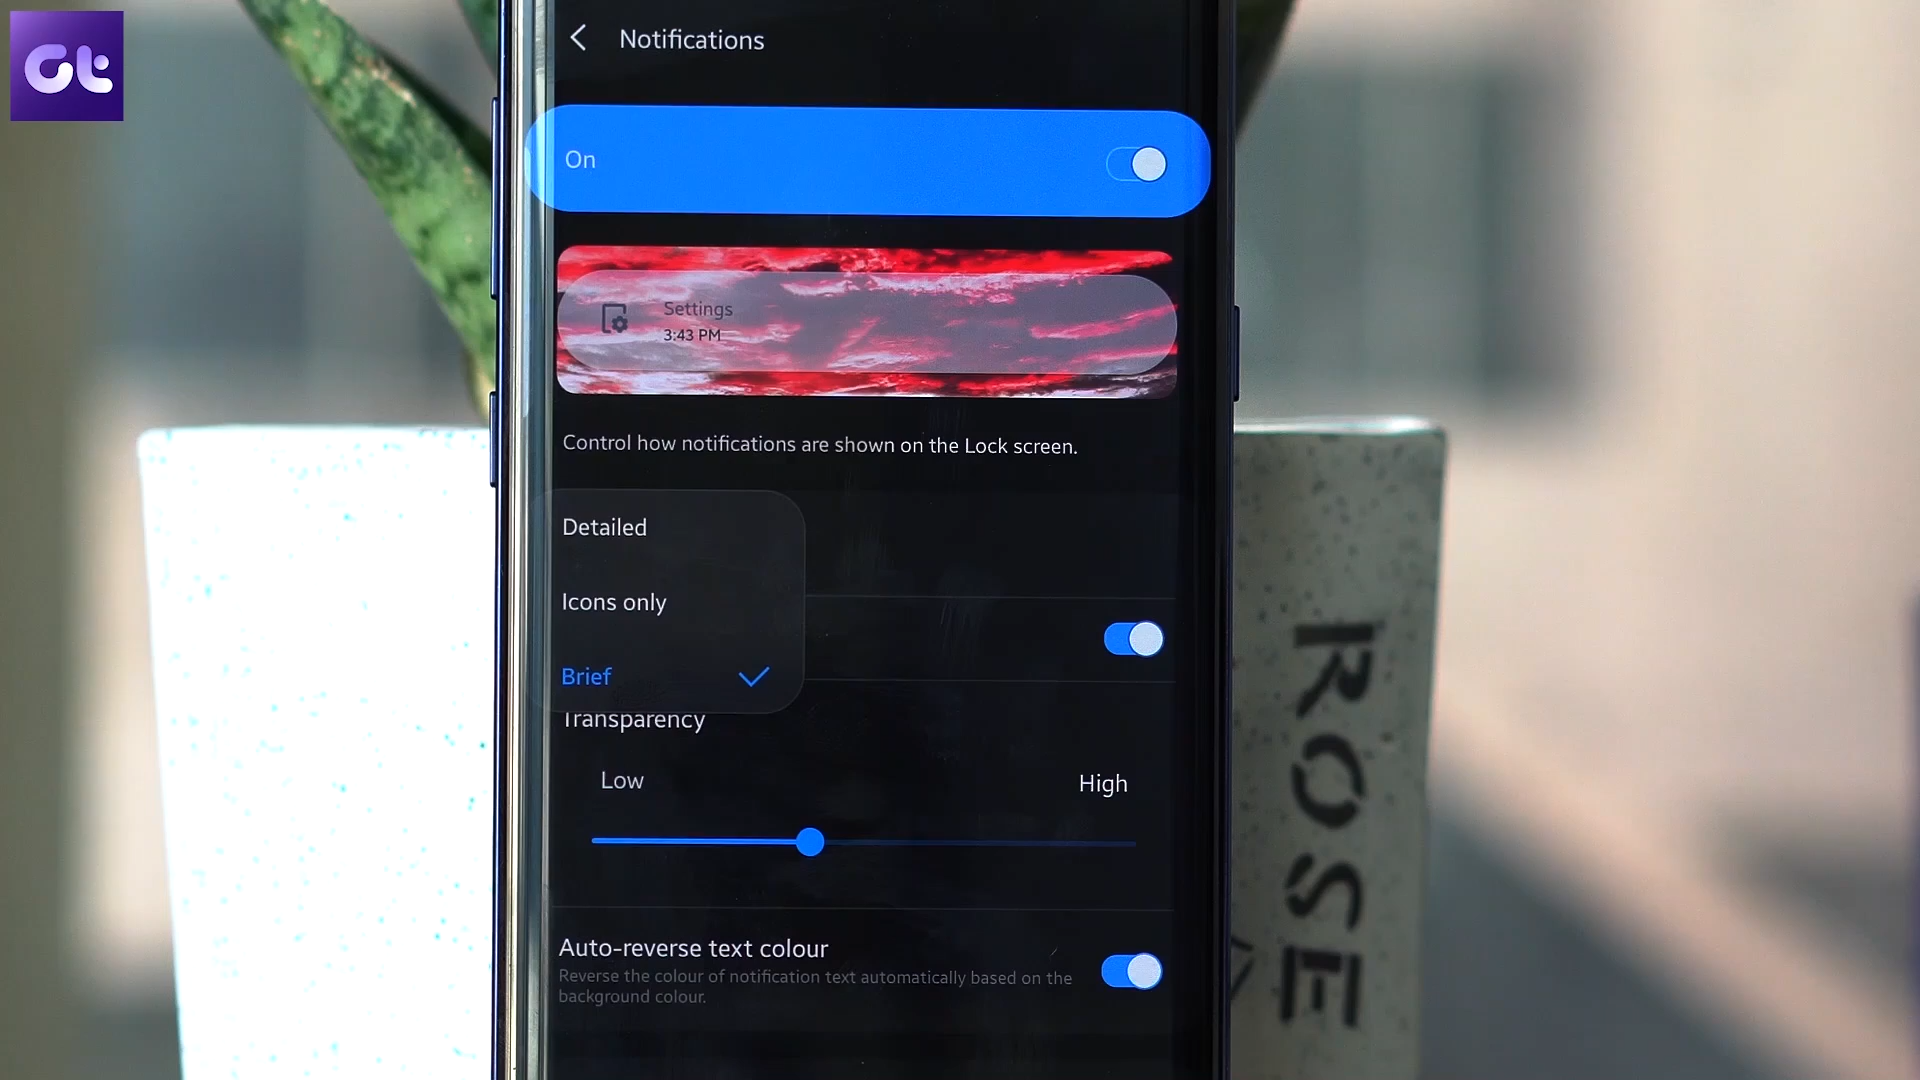 Gt
Notifications
On
Settings
3:43 PM
Control how notifications are shown on the Lock screen.
Detailed
Icons only
Brief
Transparency
Low
High
Auto-reverse text colour
Reverse the colour of notification text automatically based on the
background colour.
ROSE